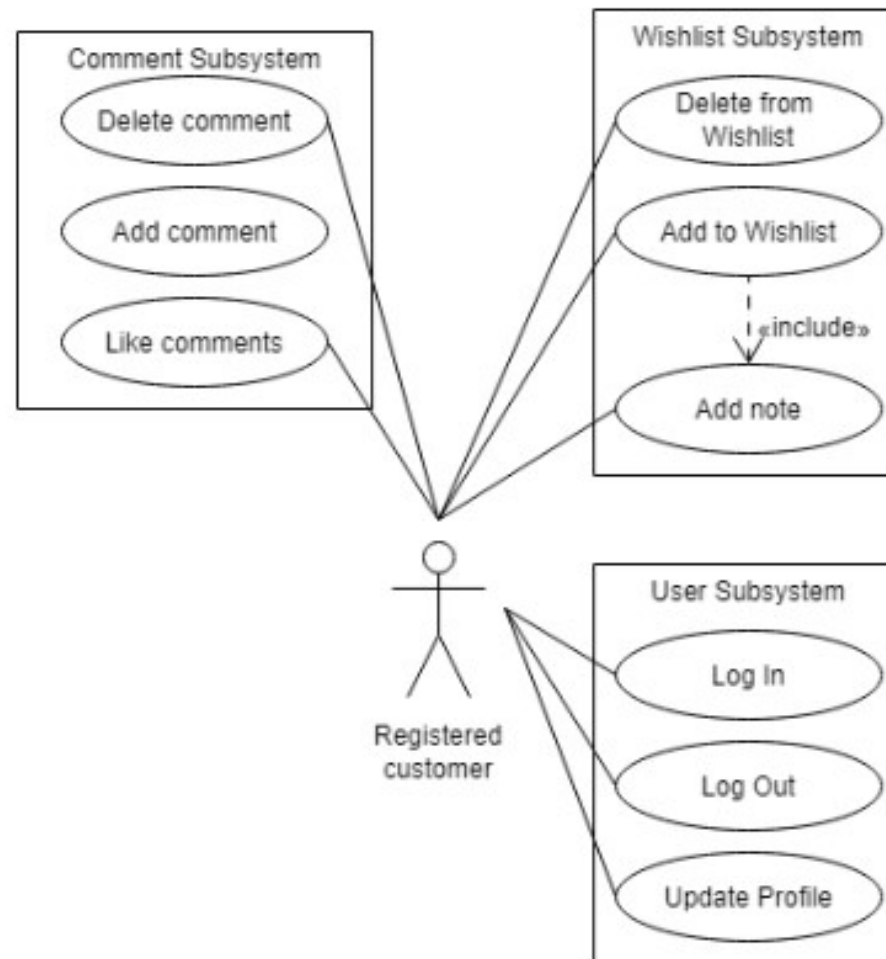 Comment Subsystem
Delete comment
Add comment
Like comments
Wishlist Subsystem
Delete from
Wishlist
Add to Wishlist
«include»
Add note
Registered
customer
User Subsystem
Log In
Log Out
Update Profile